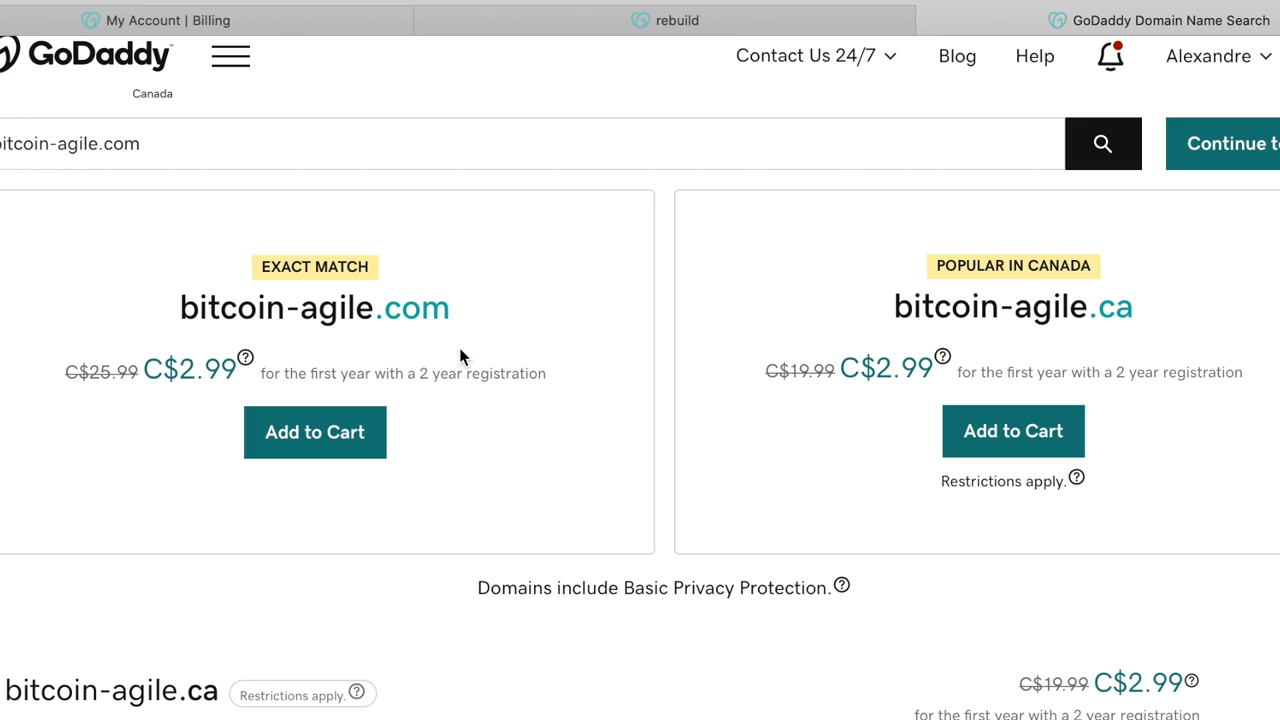 My Account | Billing
rebuild
GoDaddy Domain Name Search
GoDaddy
Canada
Contact Us 24/7
Blog
Help
Alexandre
bitcoin-agile.com
Continue to
EXACT MATCH
bitcoin-agile.com
C$25.99 C$2.99 for the first year with a 2 year registration
Add to Cart
POPULAR IN CANADA
bitcoin-agile.ca
C$19.99 C$2.99 for the first year with a 2 year registration
Add to Cart
Restrictions apply.
Domains include Basic Privacy Protection.
bitcoin-agile.ca Restrictions apply.
C$19.99 C$2.99
for the first year with a 2 year registration